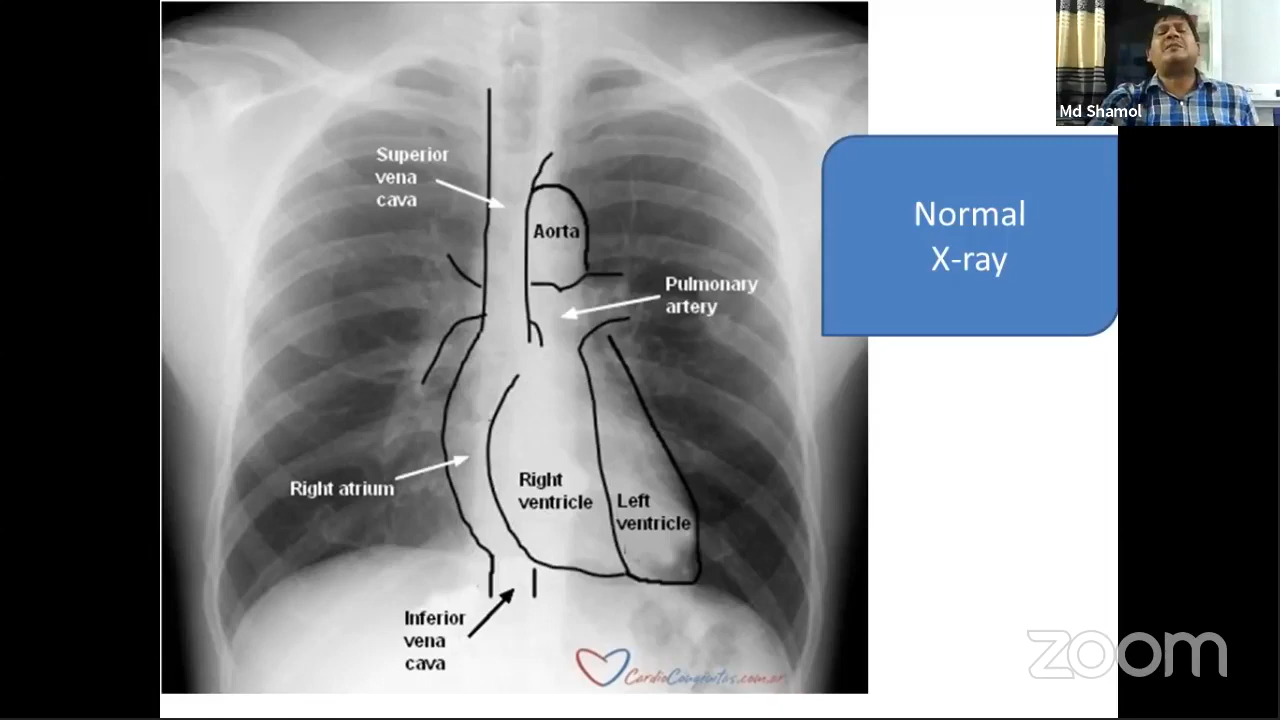 Md Shamol
Superior
vena
cava
Aorta
Normal
X-ray
Pulmonary
artery
Right atrium
Right
ventricle
Left
ventricle
Inferior
vena
cava
CardioCongenitas.com.ar
zoom